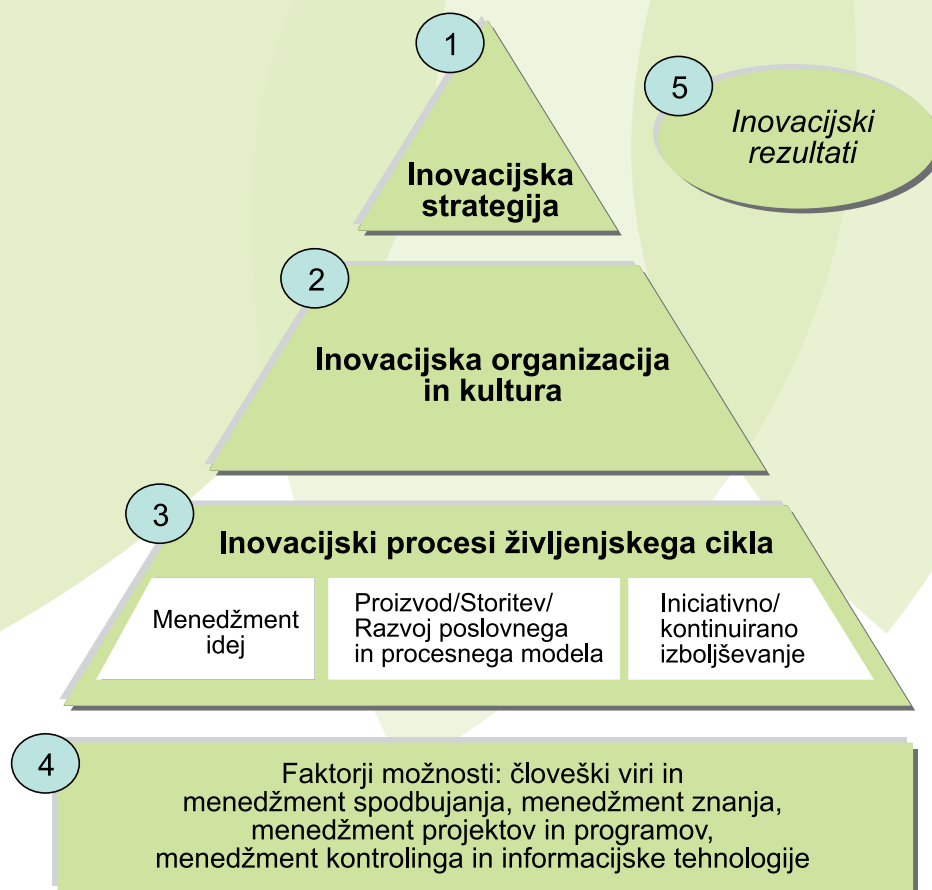 1
Inovacijska
strategija
5
Inovacijski
rezultati
2
Inovacijska organizacija
in kultura
3
Inovacijski procesi življenjskega cikla
Menedžment
idej
Proizvod/Storitev/
Razvoj poslovnega
in procesnega modela
Iniciativno/
kontinuirano
izboljševanje
4
Faktorji možnosti: človeški viri in
menedžment spodbujanja, menedžment znanja,
menedžment projektov in programov,
menedžment kontrolinga in informacijske tehnologije